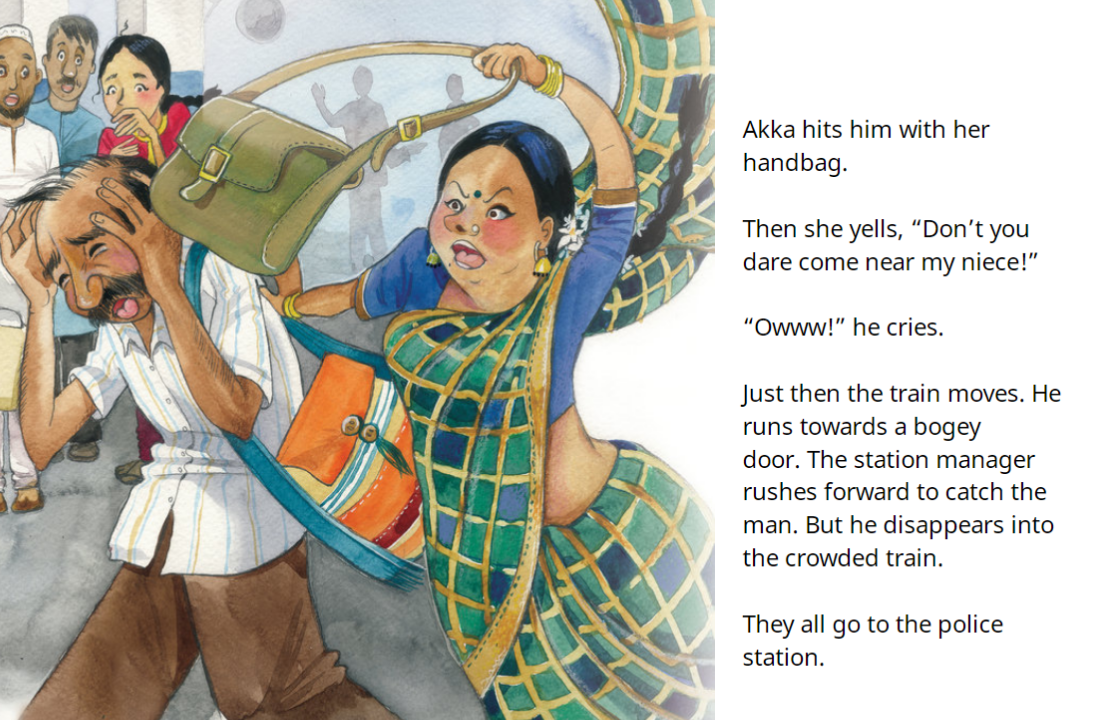 Akka hits him with her
handbag.
Then she yells, “Don’t you
dare come near my niece!”
“Owww!” he cries.
Just then the train moves. He
runs towards a bogey
door. The station manager
rushes forward to catch the
man. But he disappears into
the crowded train.
They all go to the police
station.